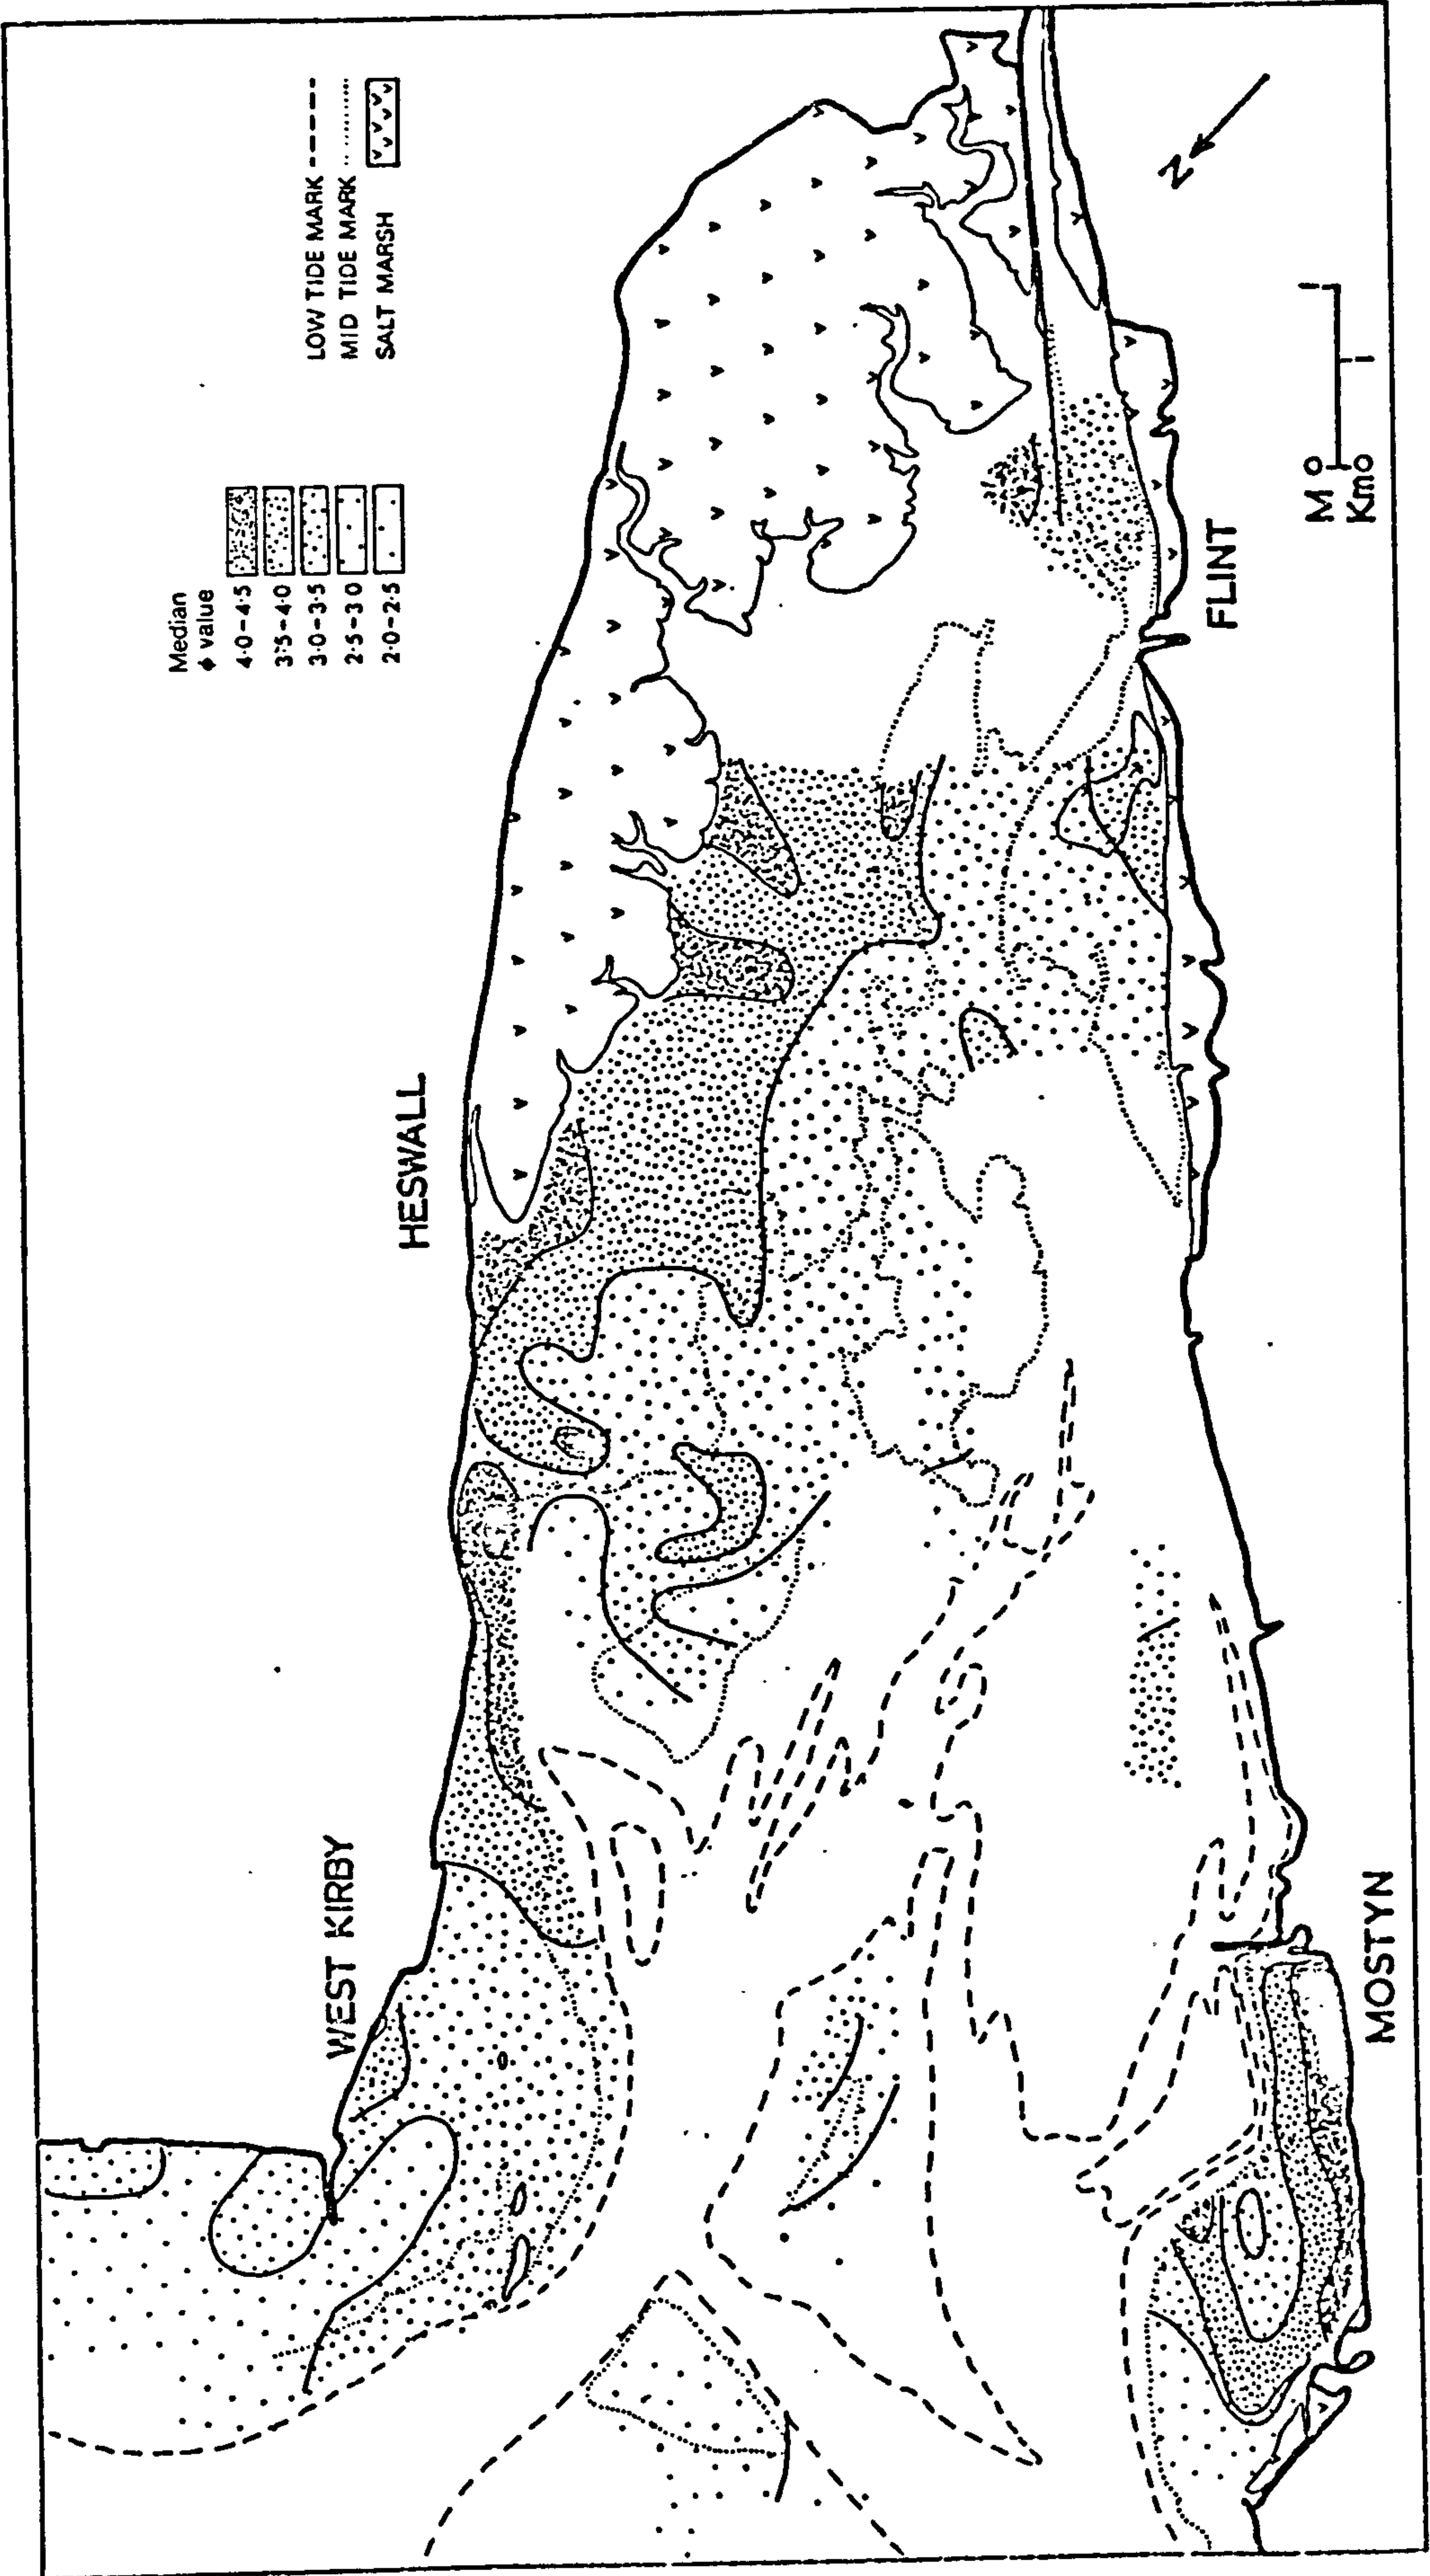 Median
ϕ value
4·0–4·5
3·5–4·0
3·0–3·5
2·5–3 0
2·0–2·5
LOW TIDE MARK
MID TIDE MARK
SALT MARSH
WEST KIRBY
HESWALL
FLINT
MOSTYN
N
M 0 1
Km 0 1